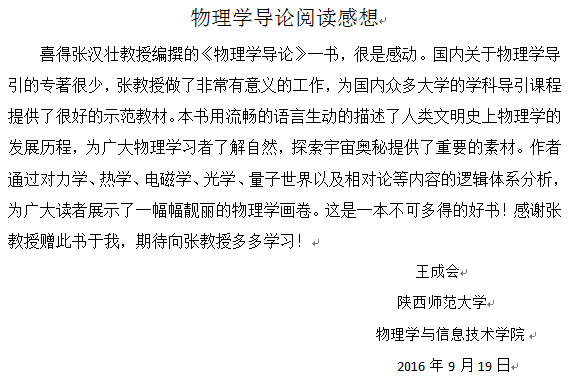 物理学导论阅读感想
喜得张汉壮教授编撰的《物理学导论》一书，很是感动。国内关于物理学导
引的专著很少，张教授做了非常有意义的工作，为国内众多大学的学科导引课程
提供了很好的示范教材。本书用流畅的语言生动的描述了人类文明史上物理学的
发展历程，为广大物理学习者了解自然，探索宇宙奥秘提供了重要的素材。作者
通过对力学、热学、电磁学、光学、量子世界以及相对论等内容的逻辑体系分析，
为广大读者展示了一幅幅靓丽的物理学画卷。这是一本不可多得的好书！感谢张
教授赠此书于我，期待向张教授多多学习！
王成会
陕西师范大学
物理学与信息技术学院
2016 年 9 月 19 日